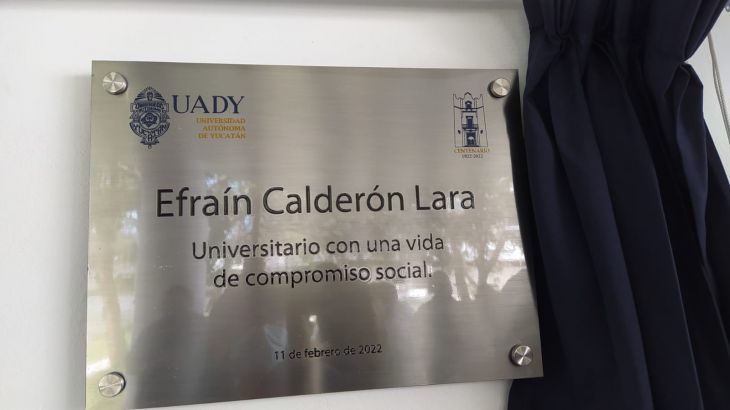 UADY
UNIVERSIDAD
AUTÓNOMA
DE YUCATÁN
CENTENARIO
1922-2022
Efraín Calderón Lara
Universitario con una vida
de compromiso social.
11 de febrero de 2022